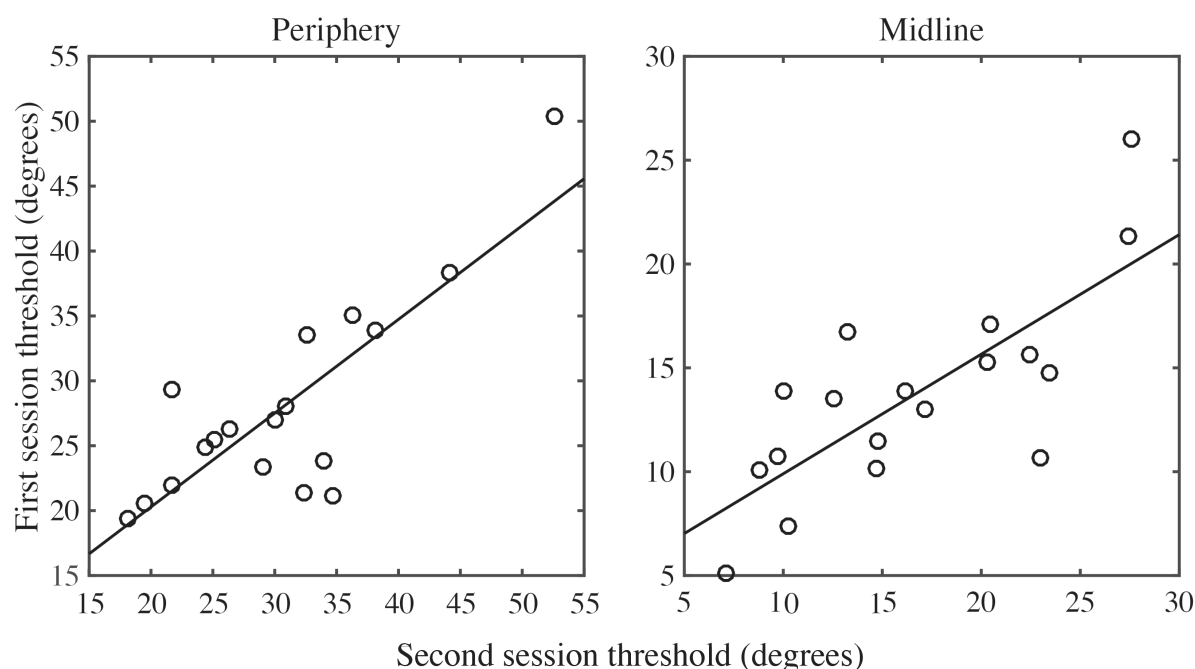 Periphery
Midline
First session threshold (degrees)
55
50
45
40
35
30
25
20
15
15 20 25 30 35 40 45 50 55
30
25
20
15
10
5
5 10 15 20 25 30
Second session threshold (degrees)